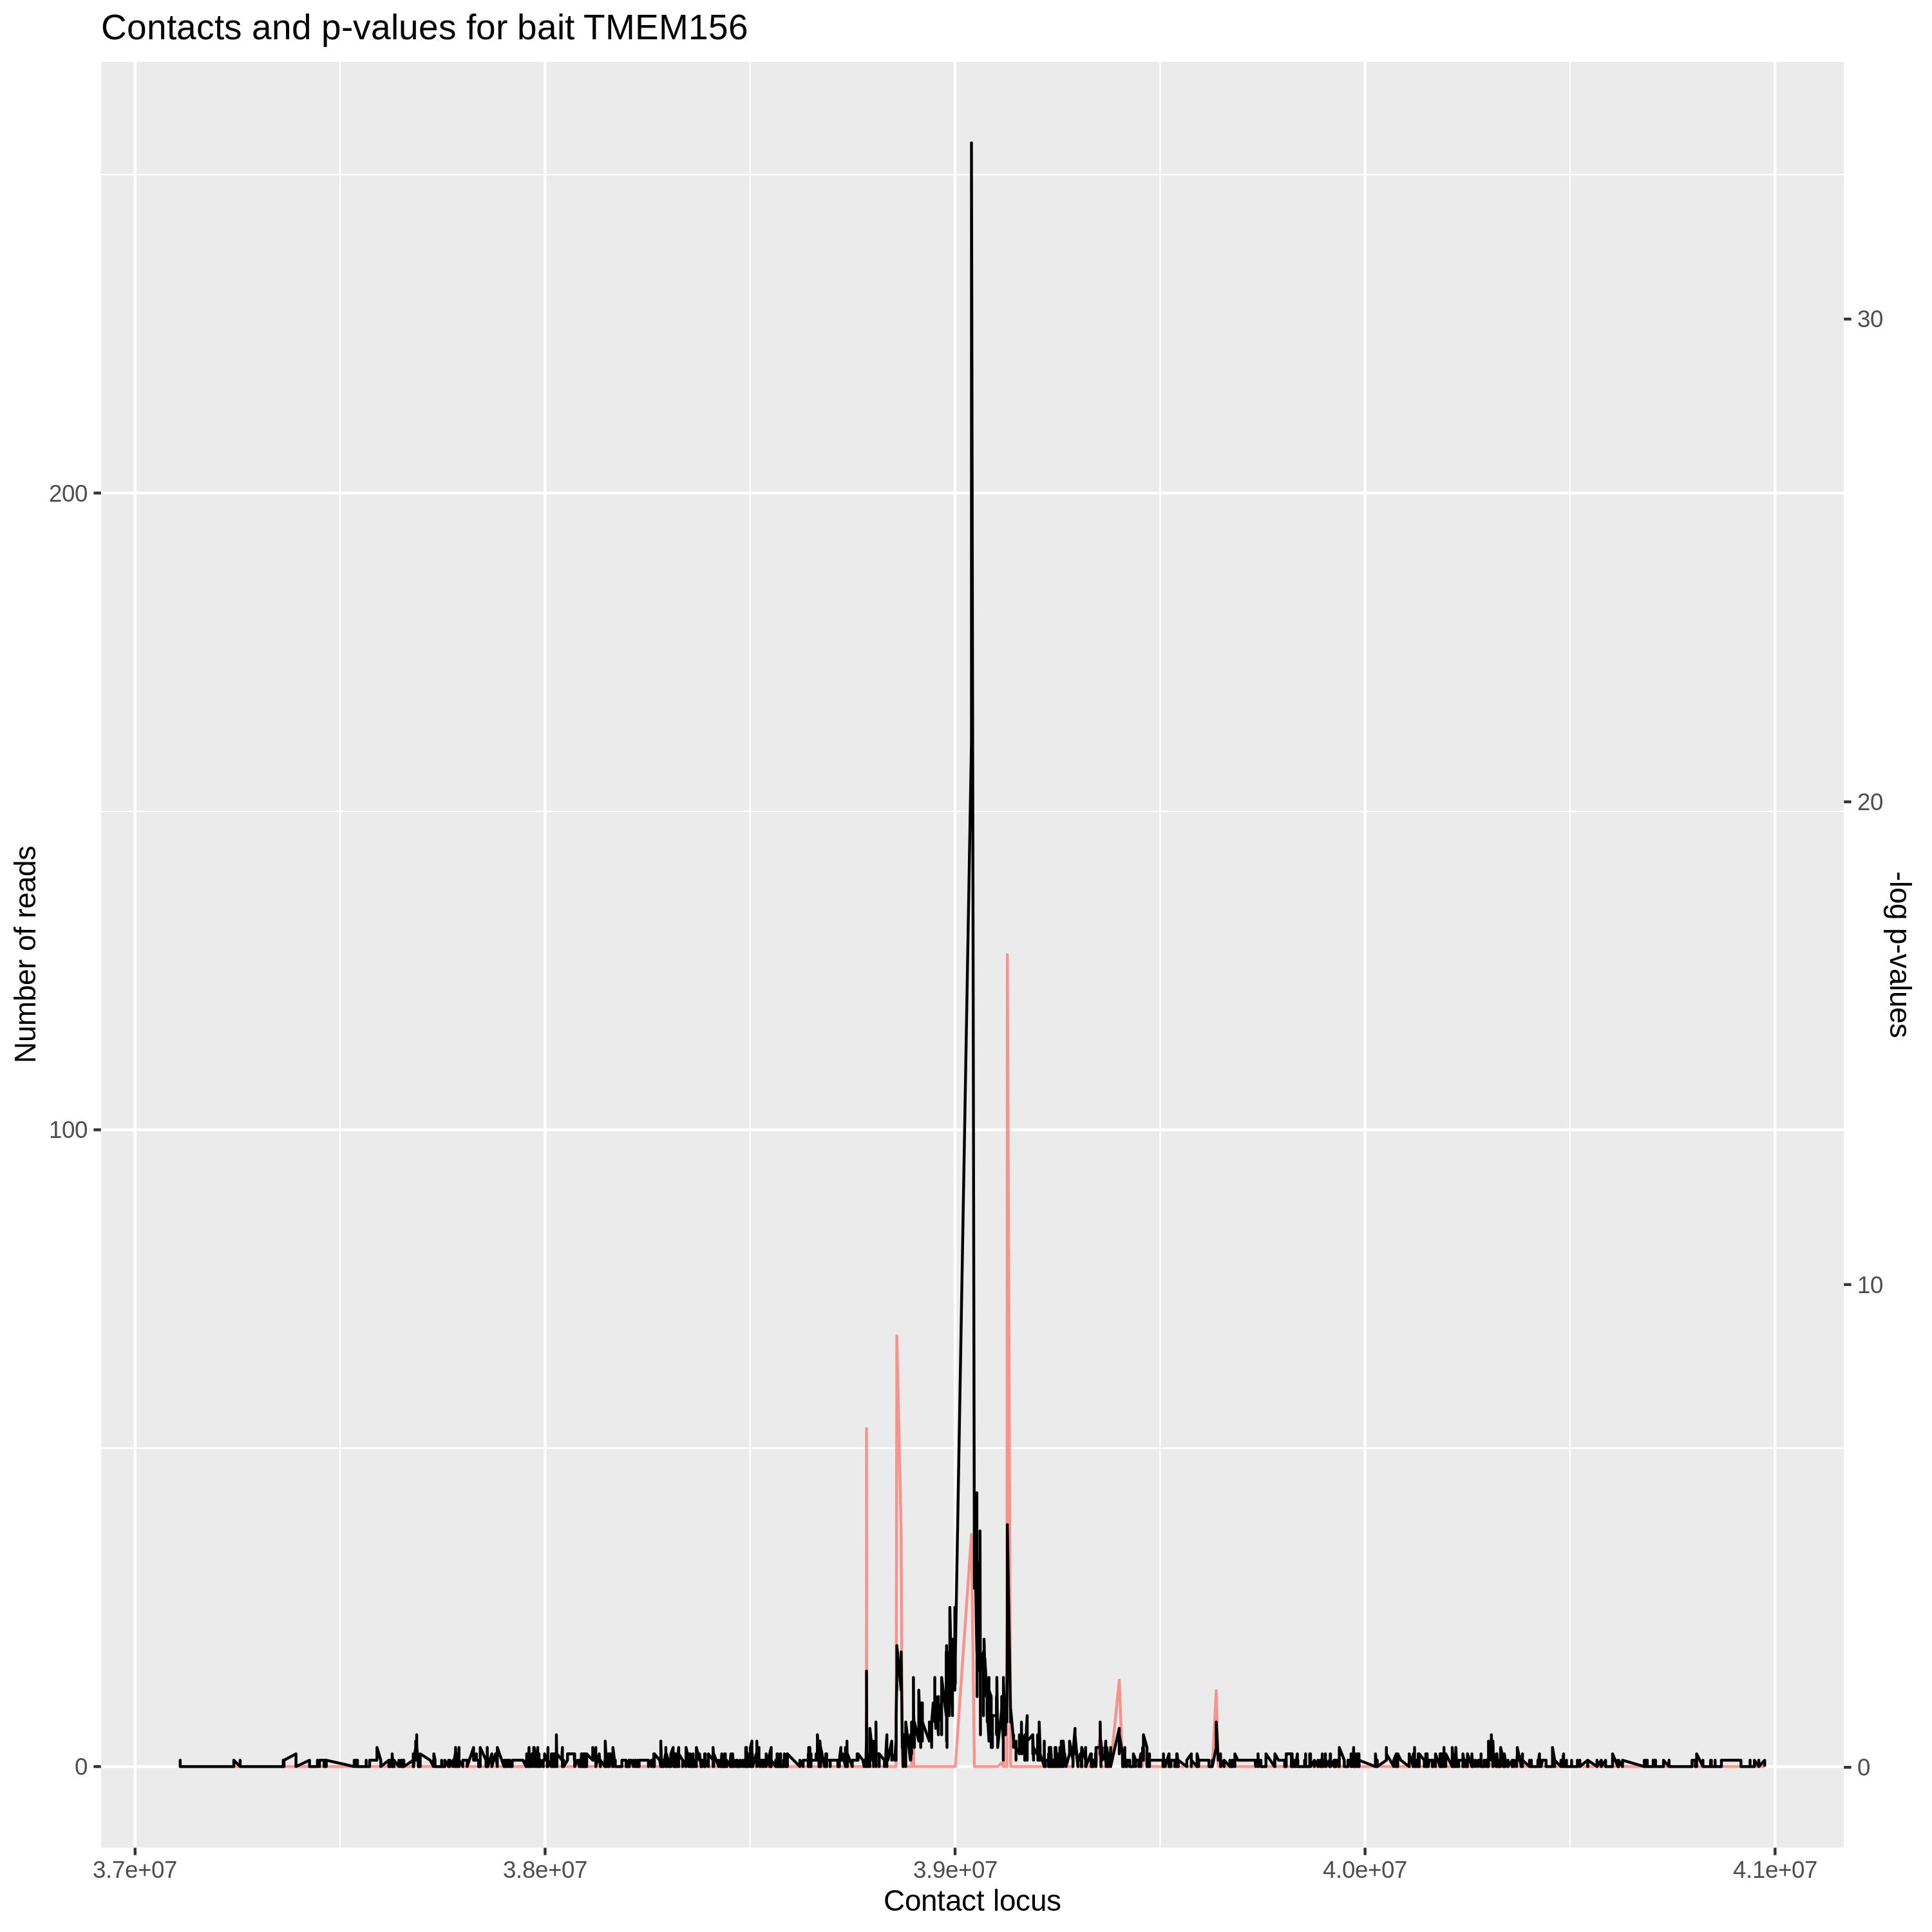 Contacts and p-values for bait TMEM156
Number of reads
200
100
0
30
20
10
0
-log p-values
3.7e+07
3.8e+07
3.9e+07
4.0e+07
4.1e+07
Contact locus